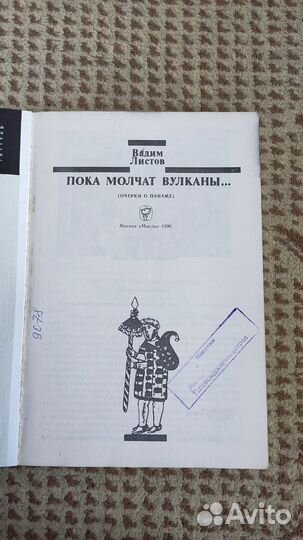 Вадим
Листов
ПОКА МОЛЧАТ ВУЛКАНЫ...
(ОЧЕРКИ О ПАНАМЕ)
Москва «Мысль» 1990
Avito